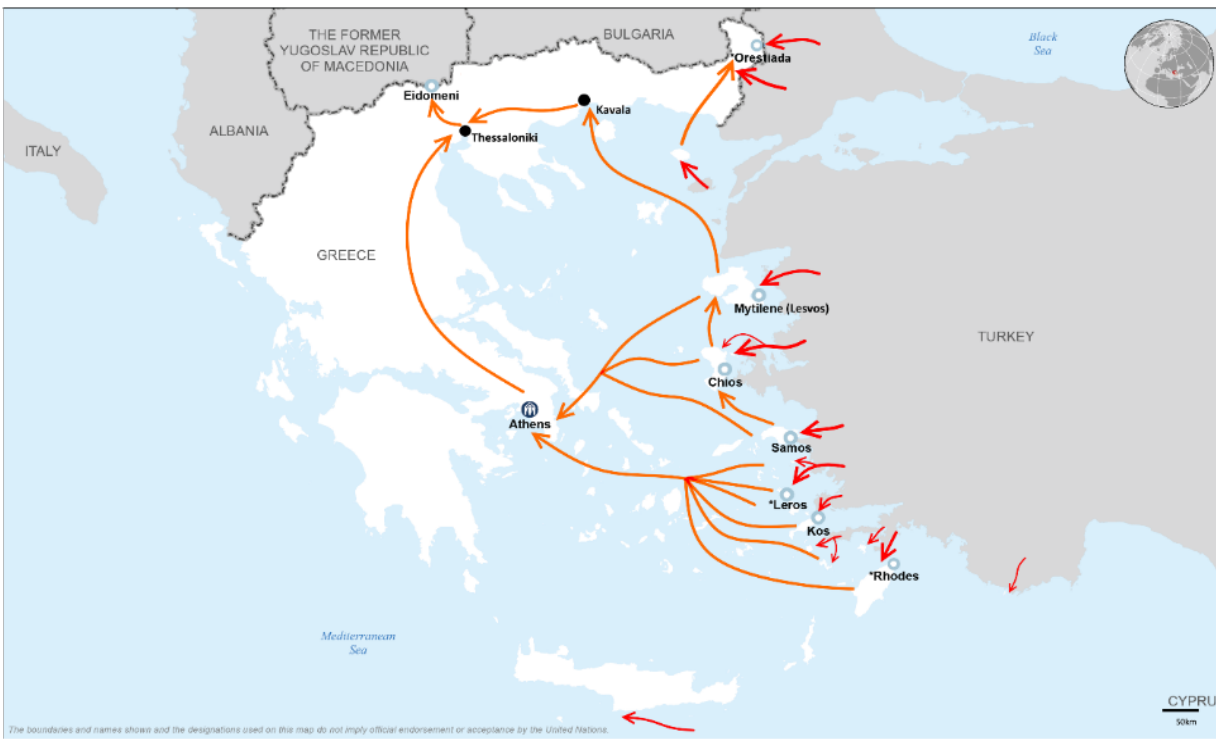 THE FORMER
YUGOSLAV REPUBLIC
OF MACEDONIA
BULGARIA
Black
Sea
*Orestiada
Eidomeni
Kavala
Thessaloniki
ALBANIA
ITALY
GREECE
Mytilene (Lesvos)
TURKEY
Chios
Athens
Samos
*Leros
Kos
*Rhodes
Mediterranean
Sea
CYPRU
50km
The boundaries and names shown and the designations used on this map do not imply official endorsement or acceptance by the United Nations.